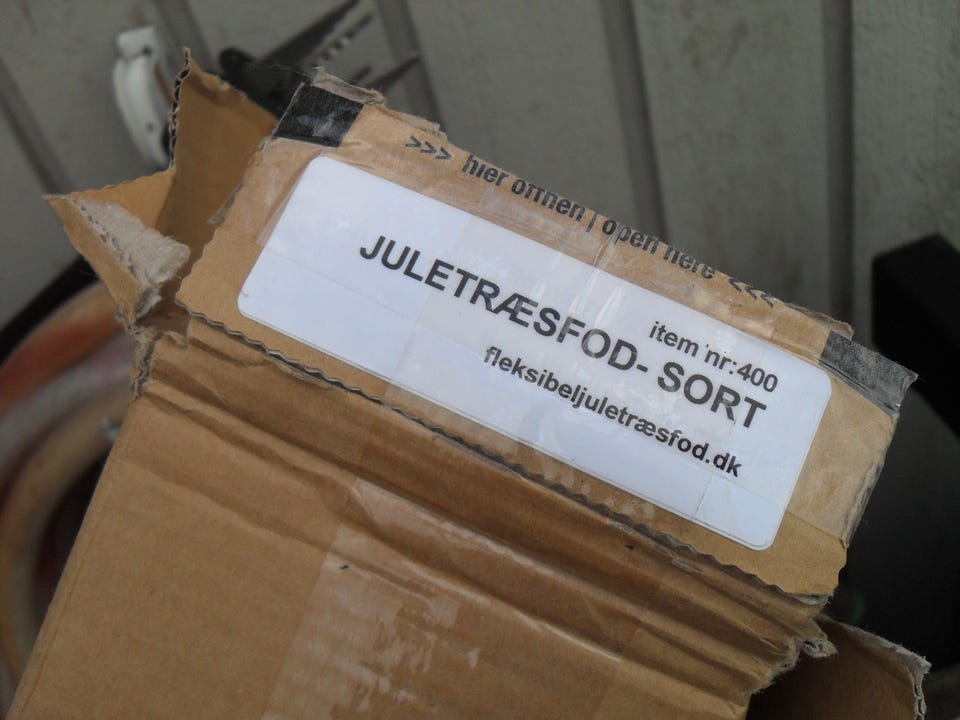 >>> hier öffnen | open here <<<
item nr:400
JULETRÆSFOD- SORT
fleksibeljuletræsfod.dk